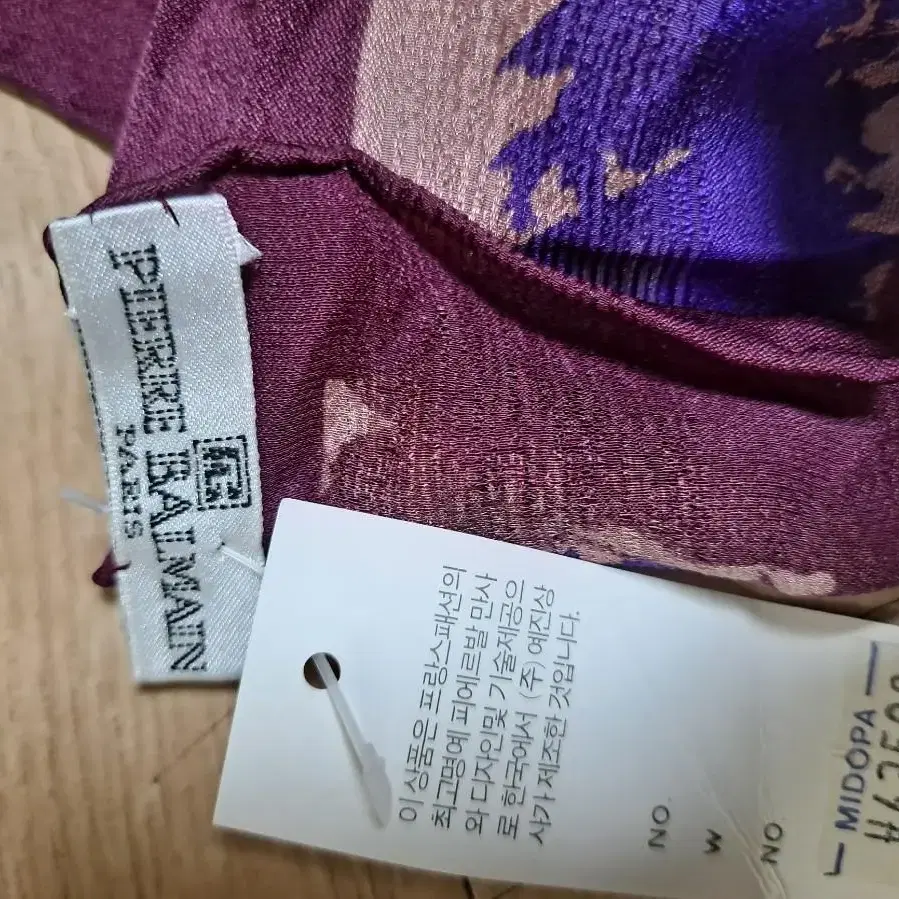 PIERRE BALMAIN
PARIS
이 상품은 프랑스패션의
최고명예 피에르발 만사
와 디자인및 기술제공으
로 한국에서 (주) 예진상
사가 제조한 것입니다.
NO.
W
NO
MIDOPA